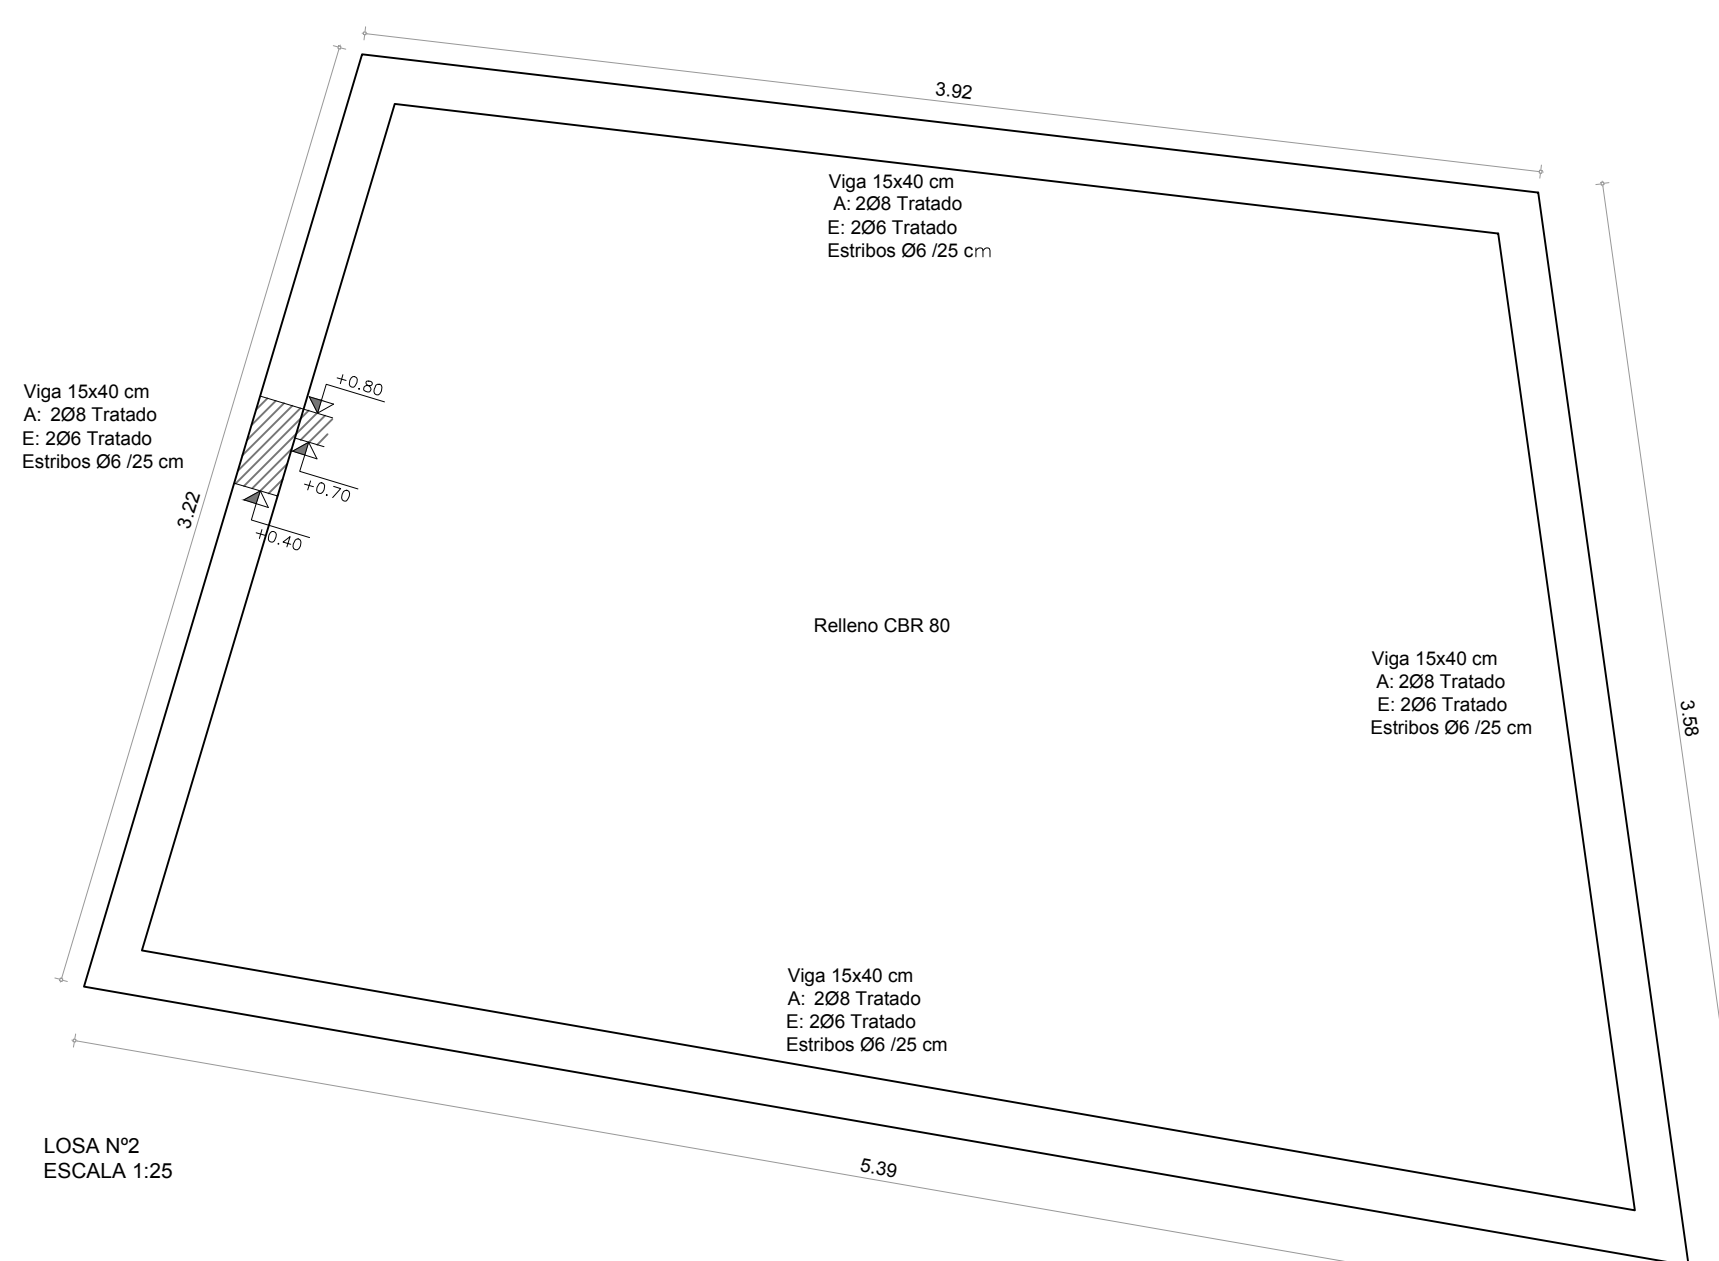 3.92
Viga 15x40 cm
A: 2Ø8 Tratado
E: 2Ø6 Tratado
Estribos Ø6 /25 cm
+0.80
Viga 15x40 cm
A: 2Ø8 Tratado
E: 2Ø6 Tratado
Estribos Ø6 /25 cm
+0.70
3.22
+0.40
Relleno CBR 80
Viga 15x40 cm
A: 2Ø8 Tratado
E: 2Ø6 Tratado
Estribos Ø6 /25 cm
3.58
Viga 15x40 cm
A: 2Ø8 Tratado
E: 2Ø6 Tratado
Estribos Ø6 /25 cm
LOSA Nº2
ESCALA 1:25
5.39